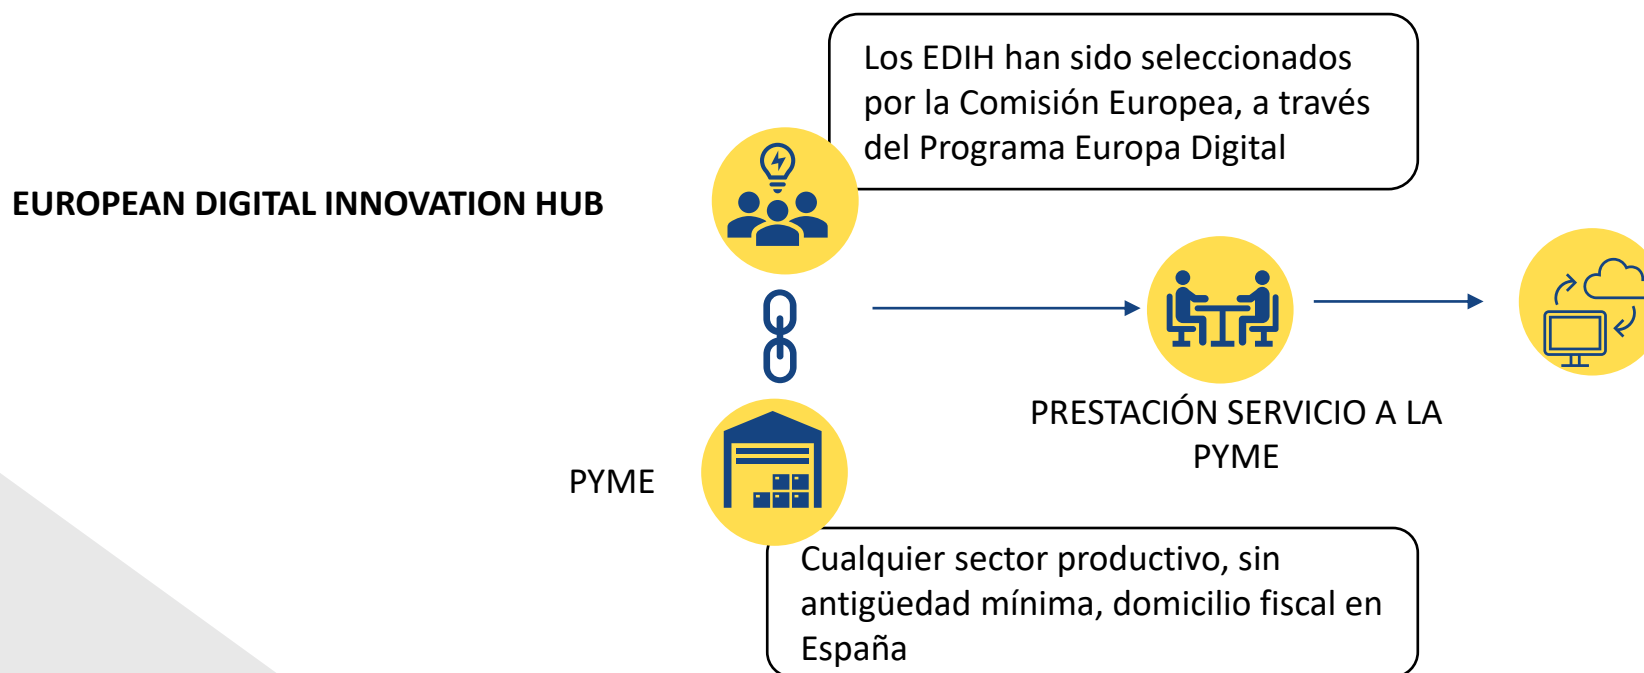 Los EDIH han sido seleccionados
por la Comisión Europea, a través
del Programa Europa Digital
EUROPEAN DIGITAL INNOVATION HUB
PRESTACIÓN SERVICIO A LA
PYME
PYME
Cualquier sector productivo, sin
antigüedad mínima, domicilio fiscal en
España